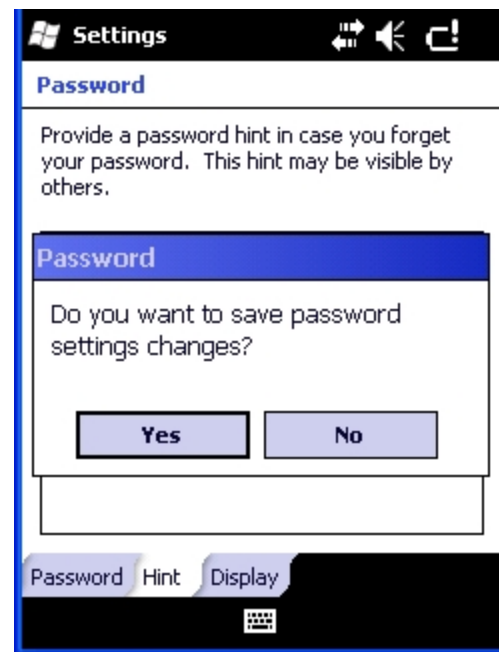 Settings
Password
Provide a password hint in case you forget
your password. This hint may be visible by
others.
Password
Do you want to save password
settings changes?
Yes No
Password Hint Display